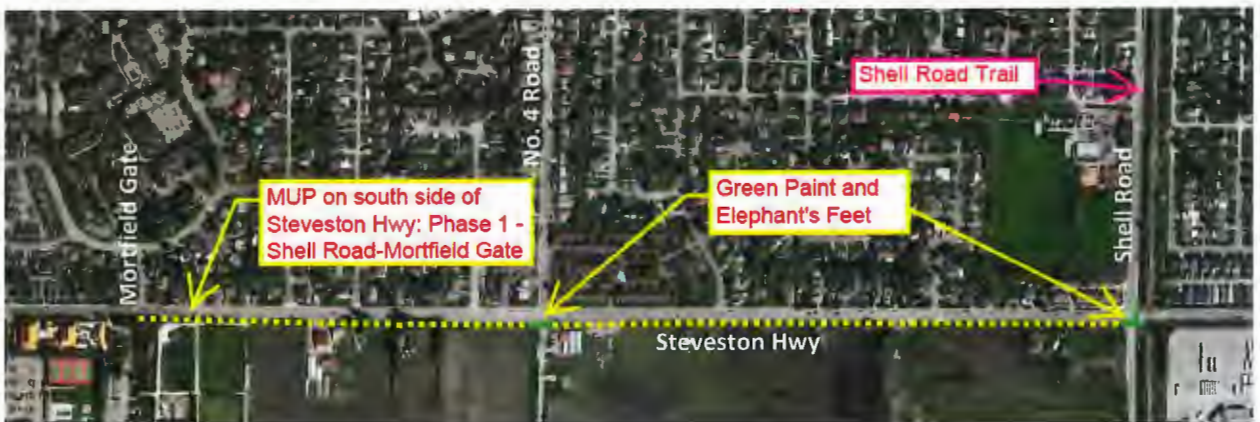 Shell Road Trail
No. 4 Road
Mortfield Gate
MUP on south side of
Steveston Hwy: Phase 1 -
Shell Road-Mortfield Gate
Green Paint and
Elephant's Feet
Shell Road
Steveston Hwy